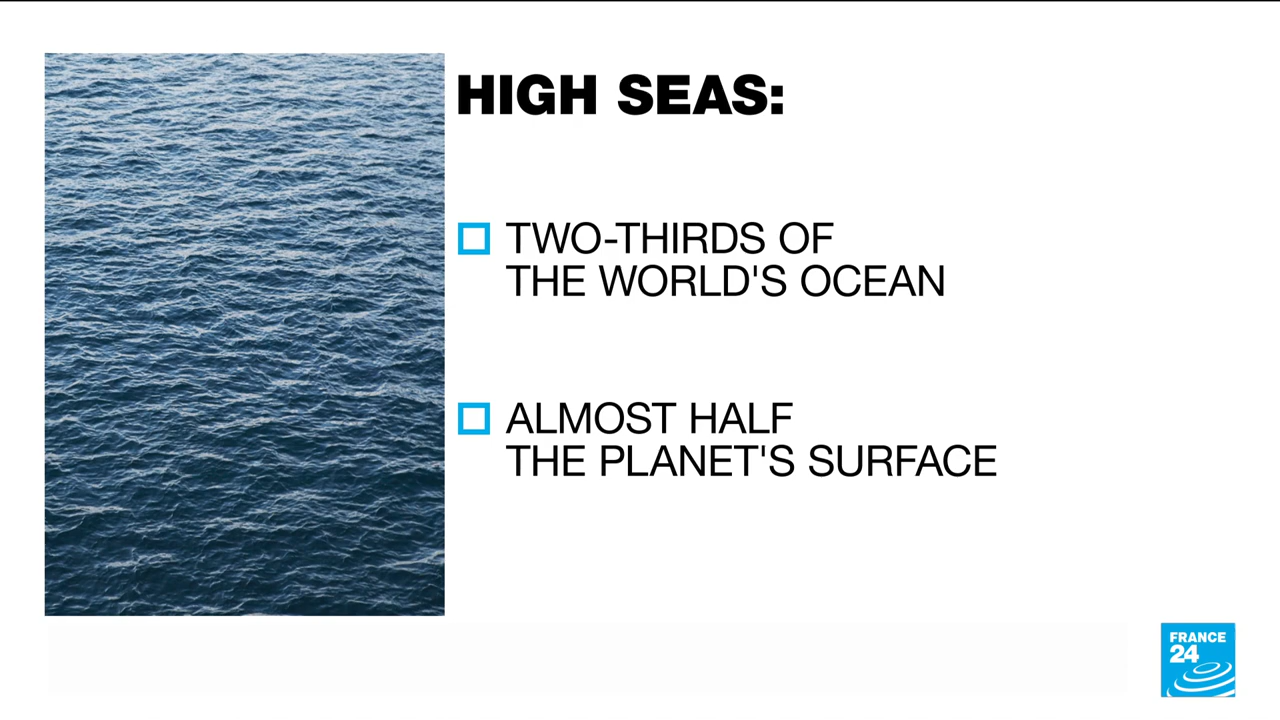 HIGH SEAS:
TWO-THIRDS OF
THE WORLD'S OCEAN
ALMOST HALF
THE PLANET'S SURFACE
FRANCE
24